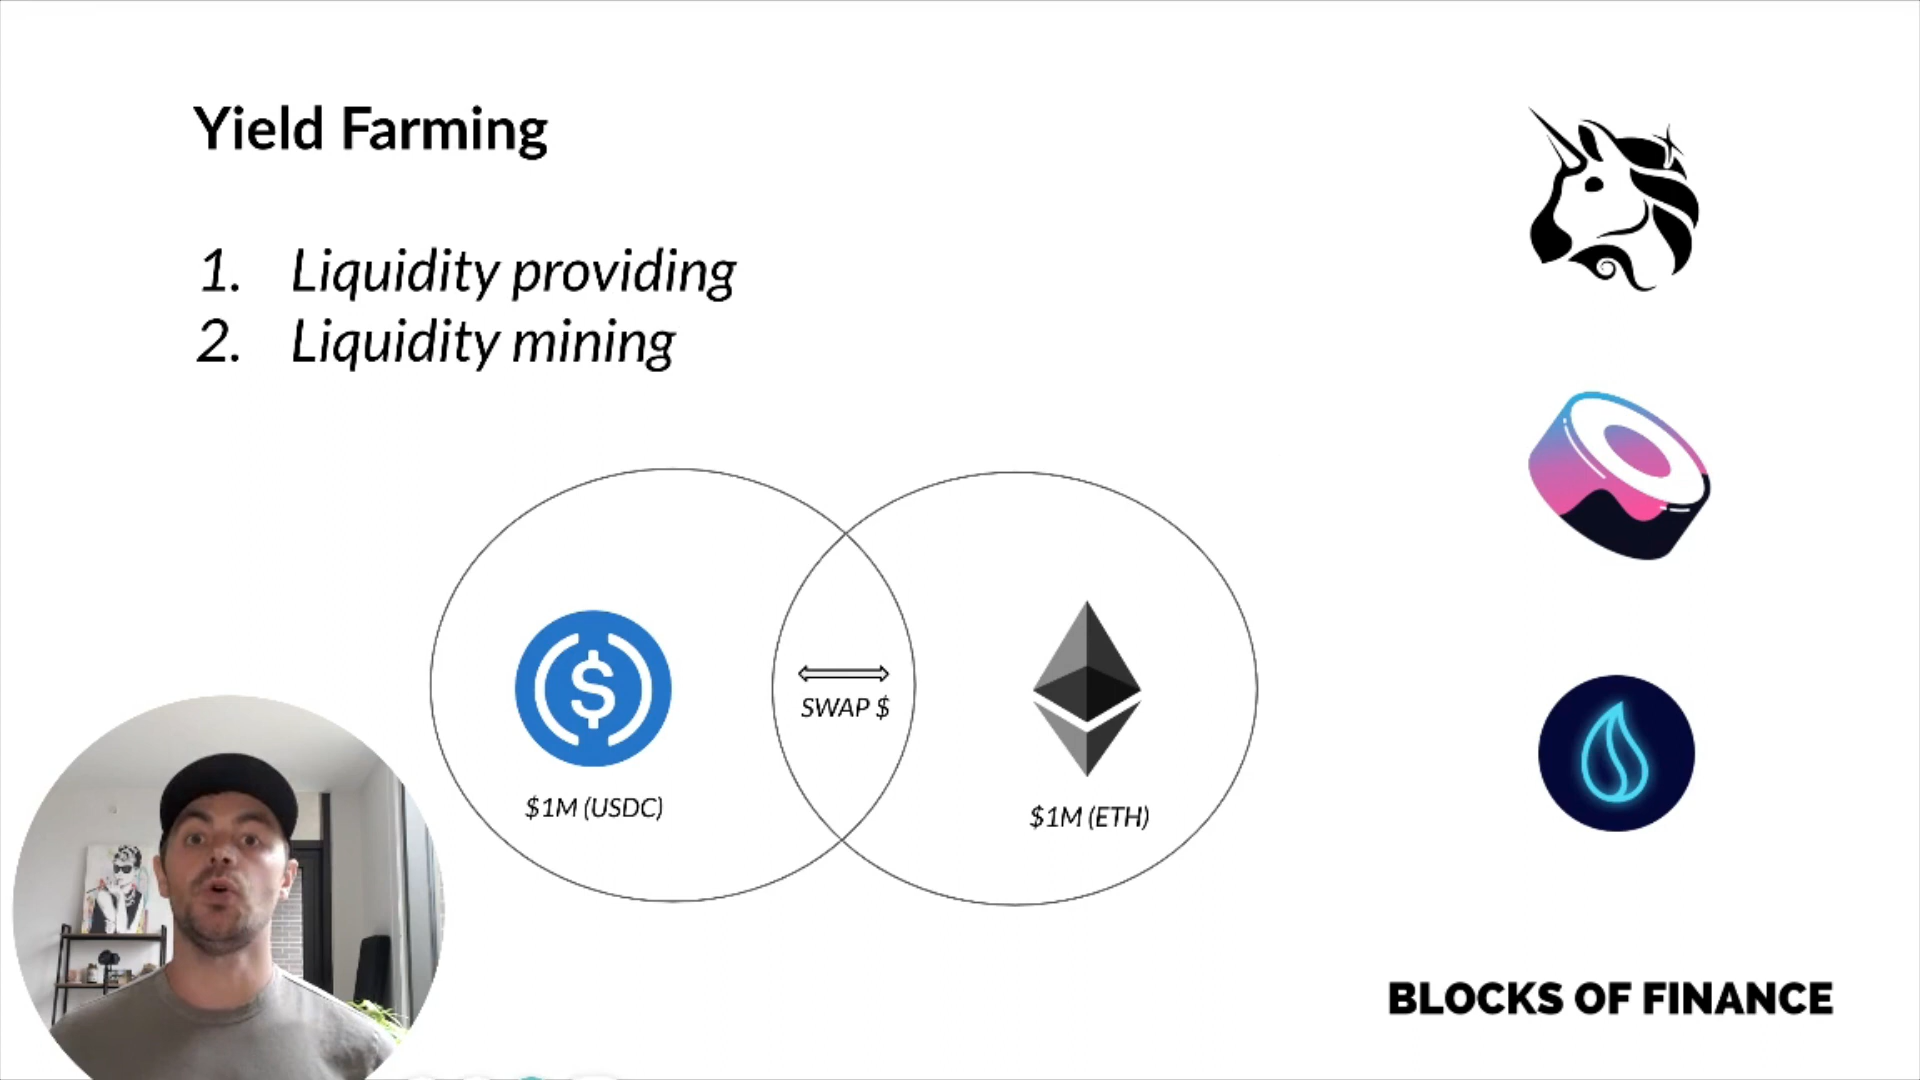 Yield Farming
1. Liquidity providing
2. Liquidity mining
SWAP $
$1M (USDC)
$1M (ETH)
BLOCKS OF FINANCE